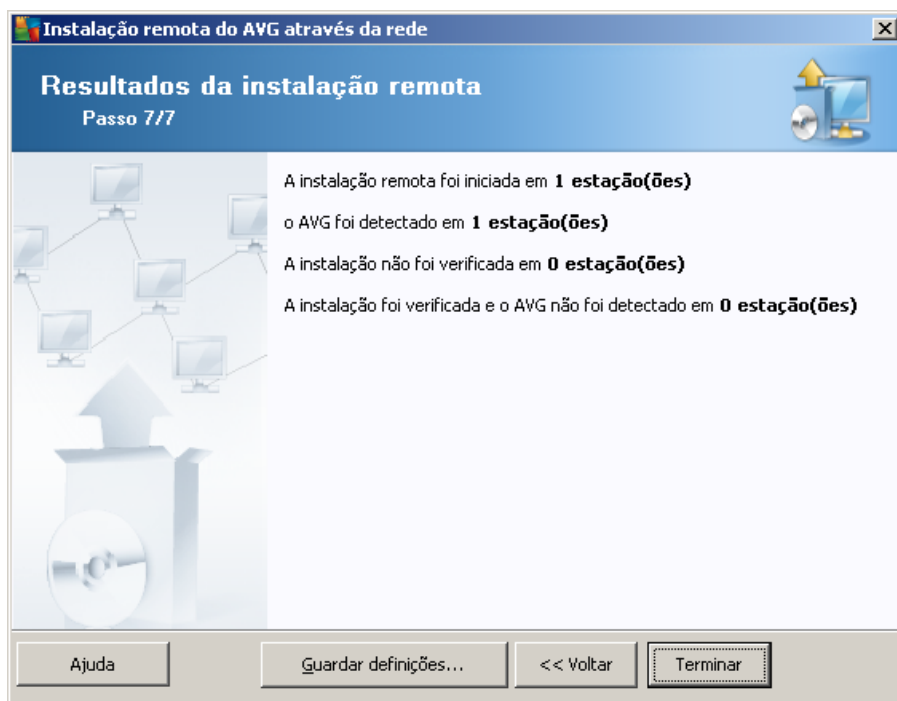 Instalação remota do AVG através da rede
Resultados da instalação remota
Passo 7/7
A instalação remota foi iniciada em 1 estação(ões)
o AVG foi detectado em 1 estação(ões)
A instalação não foi verificada em 0 estação(ões)
A instalação foi verificada e o AVG não foi detectado em 0 estação(ões)
Ajuda
Guardar definições...
<< Voltar
Terminar